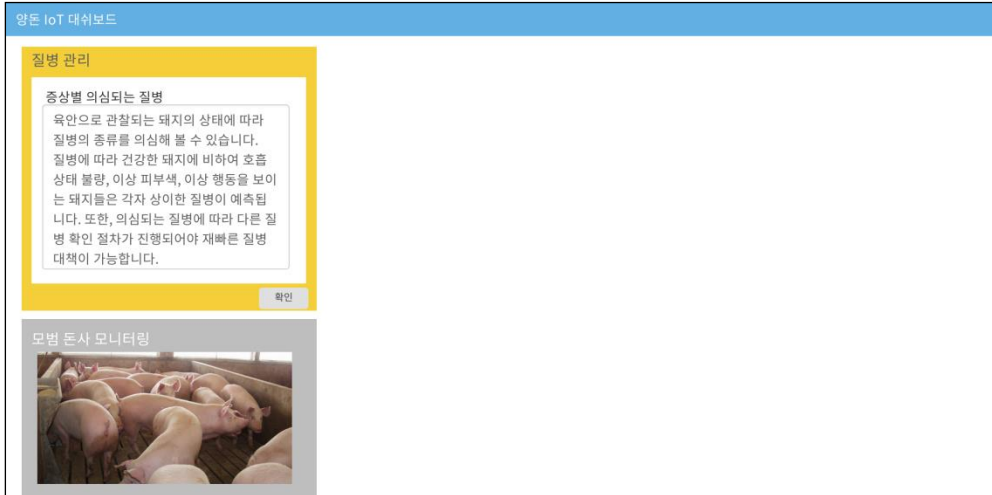 양돈 IoT 대쉬보드
질병 관리
증상별 의심되는 질병
육안으로 관찰되는 돼지의 상태에 따라
질병의 종류를 의심해 볼 수 있습니다.
질병에 따라 건강한 돼지에 비하여 호흡
상태 불량, 이상 피부색, 이상 행동을 보이
는 돼지들은 각자 상이한 질병이 예측됩
니다. 또한, 의심되는 질병에 따라 다른 질
병 확인 절차가 진행되어야 재빠른 질병
대책이 가능합니다.
확인
모범 돈사 모니터링